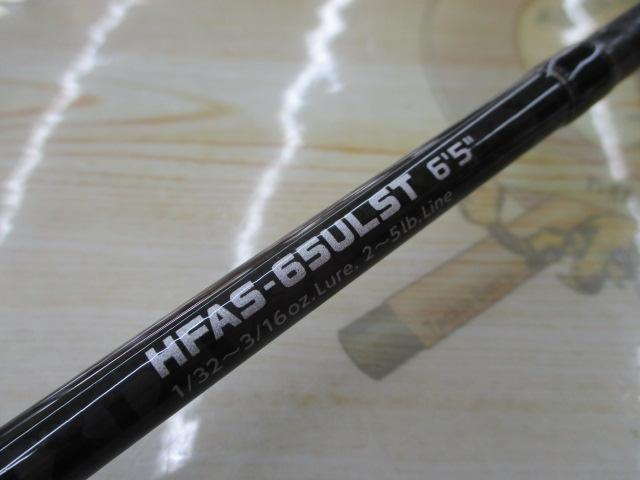 HFAS-65ULST 6'5"
1/32~3/16oz.Lure, 2~5lb.Line